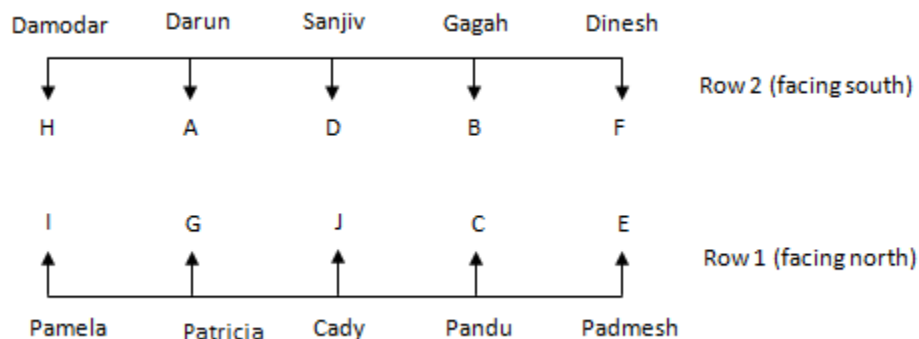 Damodar Darun Sanjiv Gagah Dinesh
Row 2 (facing south)
H A D B F
I G J C E
Row 1 (facing north)
Pamela Patricia Cady Pandu Padmesh